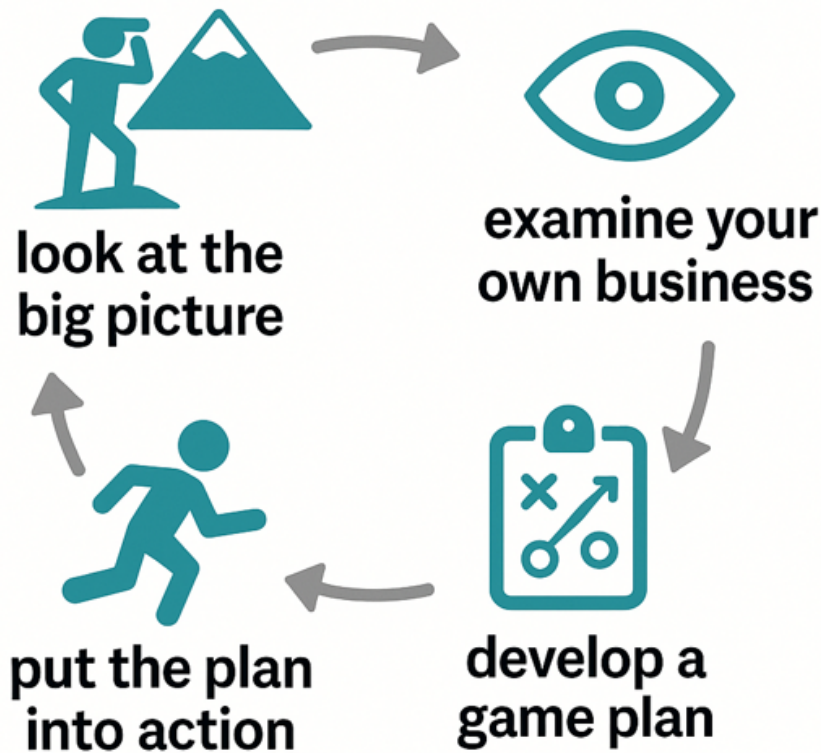 look at the
big picture
examine your
own business
develop a
game plan
put the plan
into action